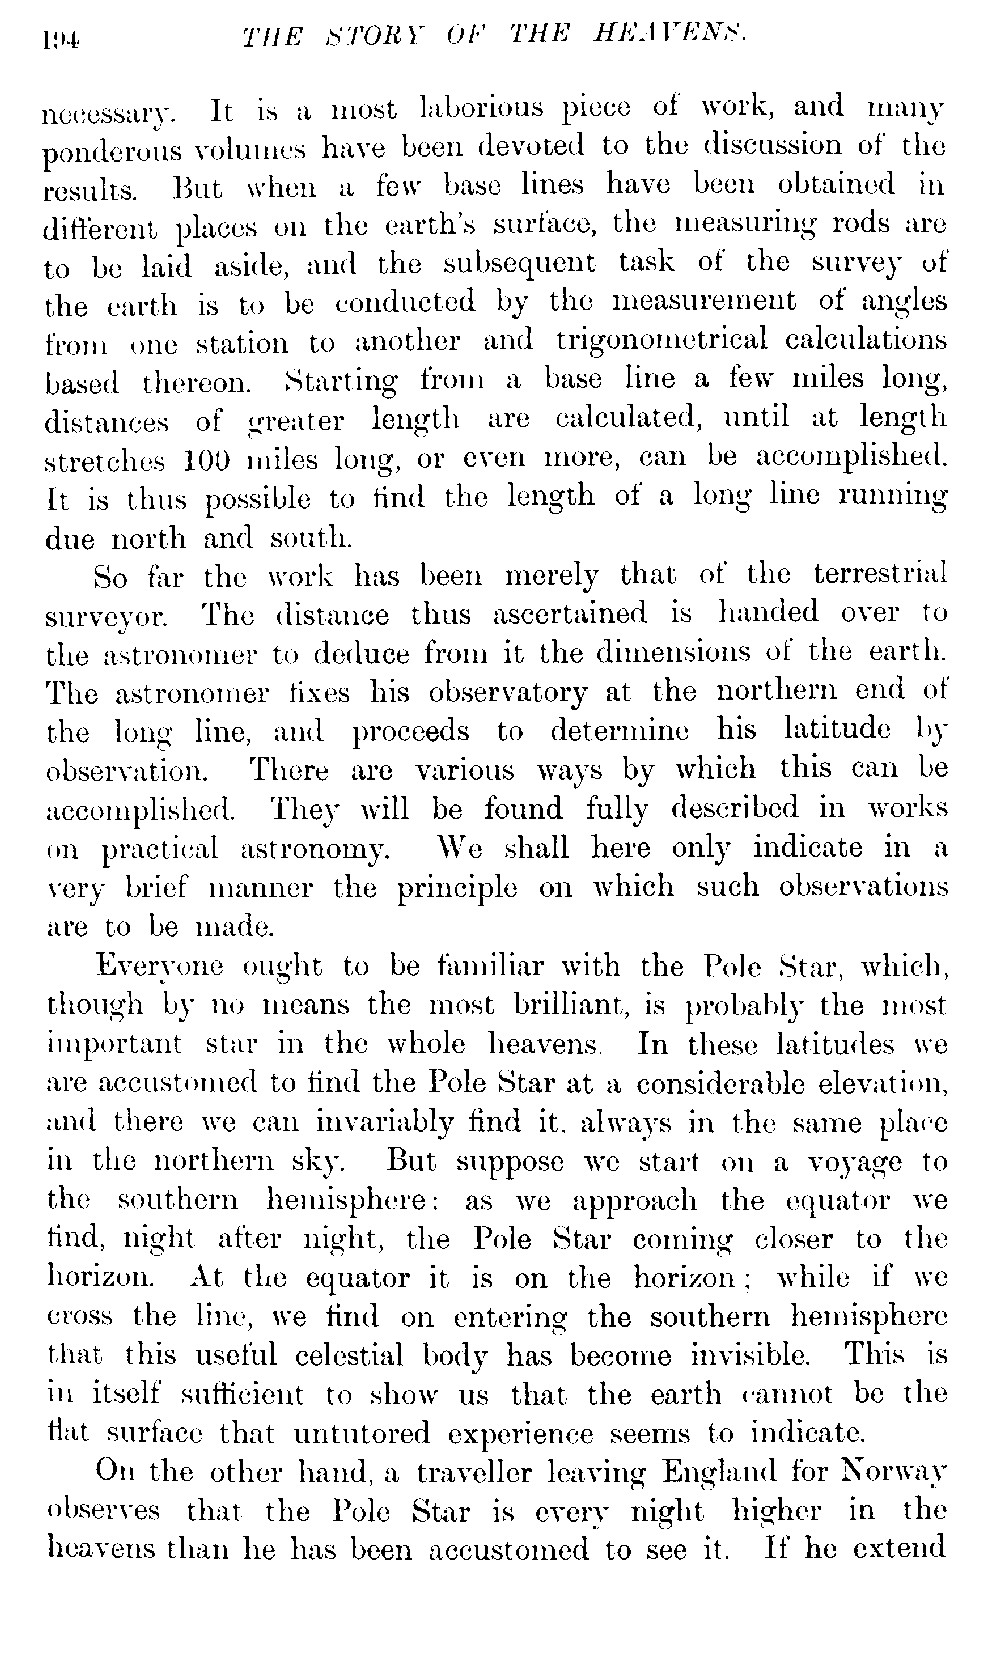 194 THE STORY OF THE HEAVENS.
necessary. It is a most laborious piece of work, and many
ponderous volumes have been devoted to the discussion of the
results. But when a few base lines have been obtained in
different places on the earth's surface, the measuring rods are
to be laid aside, and the subsequent task of the survey of
the earth is to be conducted by the measurement of angles
from one station to another and trigonometrical calculations
based thereon. Starting from a base line a few miles long,
distances of greater length are calculated, until at length
stretches 100 miles long, or even more, can be accomplished.
It is thus possible to find the length of a long line running
due north and south.
So far the work has been merely that of the terrestrial
surveyor. The distance thus ascertained is handed over to
the astronomer to deduce from it the dimensions of the earth.
The astronomer fixes his observatory at the northern end of
the long line, and proceeds to determine his latitude by
observation. There are various ways by which this can be
accomplished. They will be found fully described in works
on practical astronomy. We shall here only indicate in a
very brief manner the principle on which such observations
are to be made.
Everyone ought to be familiar with the Pole Star, which,
though by no means the most brilliant, is probably the most
important star in the whole heavens. In these latitudes we
are accustomed to find the Pole Star at a considerable elevation,
and there we can invariably find it, always in the same place
in the northern sky. But suppose we start on a voyage to
the southern hemisphere: as we approach the equator we
find, night after night, the Pole Star coming closer to the
horizon. At the equator it is on the horizon; while if we
cross the line, we find on entering the southern hemisphere
that this useful celestial body has become invisible. This is
in itself sufficient to show us that the earth cannot be the
flat surface that untutored experience seems to indicate.
On the other hand, a traveller leaving England for Norway
observes that the Pole Star is every night higher in the
heavens than he has been accustomed to see it. If he extend